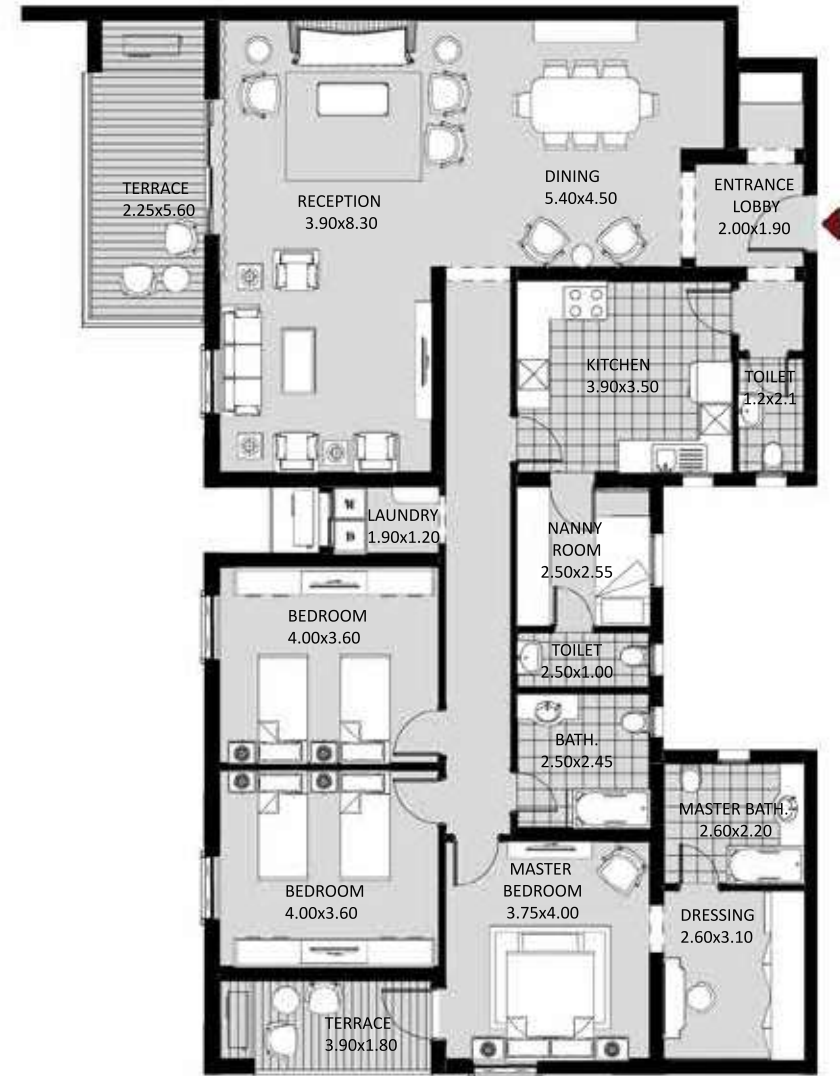 TERRACE
2.25x5.60
RECEPTION
3.90x8.30
DINING
5.40x4.50
ENTRANCE
LOBBY
2.00x1.90
KITCHEN
3.90x3.50
TOILET
1.2x2.1
LAUNDRY
1.90x1.20
W
D
NANNY
ROOM
2.50x2.55
BEDROOM
4.00x3.60
TOILET
2.50x1.00
BATH.
2.50x2.45
MASTER BATH.
2.60x2.20
BEDROOM
4.00x3.60
MASTER
BEDROOM
3.75x4.00
DRESSING
2.60x3.10
TERRACE
3.90x1.80